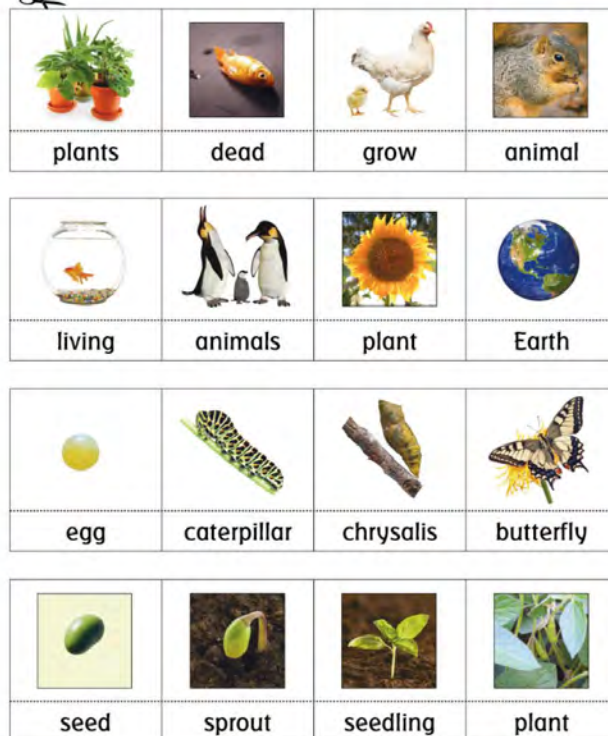 plants dead grow animal
living animals plant Earth
egg caterpillar chrysalis butterfly
seed sprout seedling plant